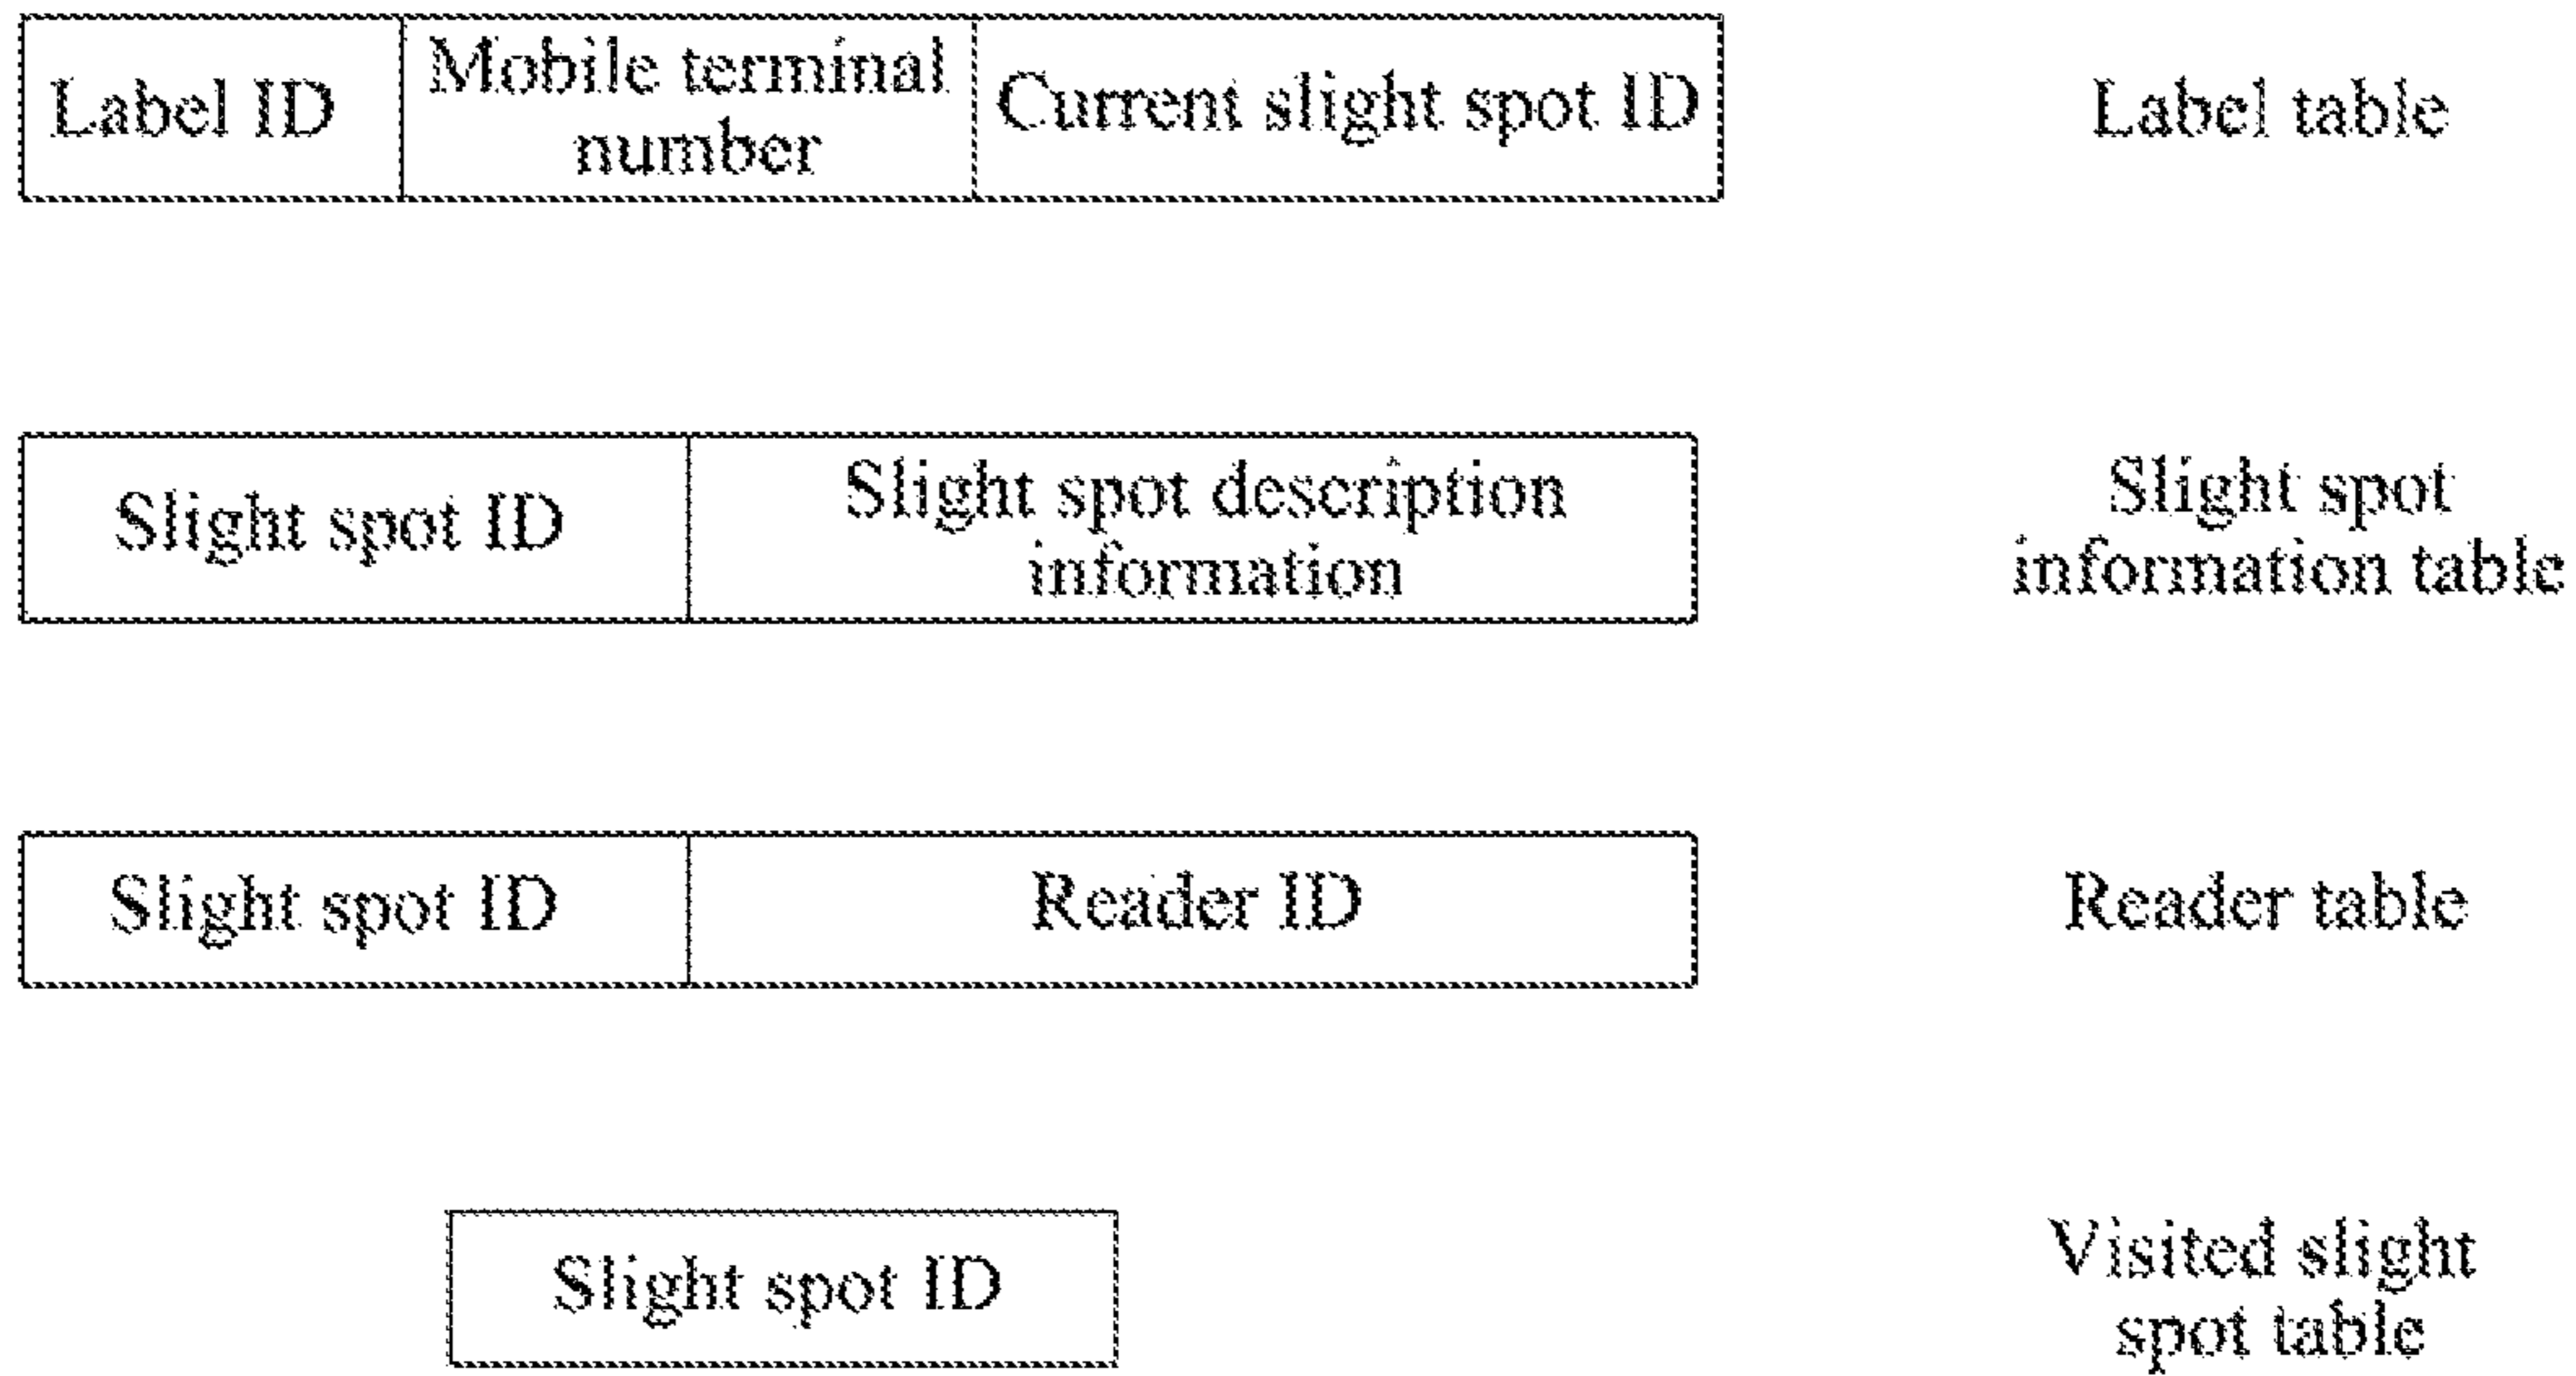 Label ID
Mobile terminal
number
Current slight spot ID
Label table
Slight spot ID
Slight spot description
information
Slight spot
information table
Slight spot ID
Reader ID
Reader table
Slight spot ID
Visited slight
spot table